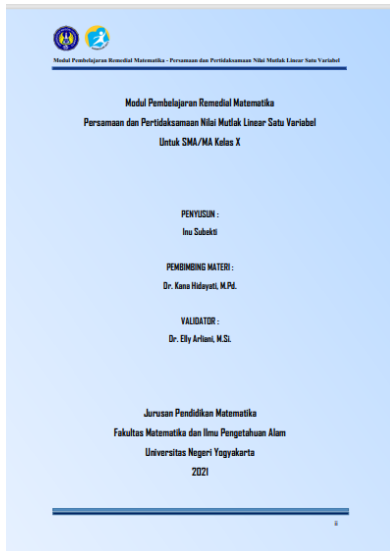 Modul Pembelajaran Remedial Matematika - Persamaan dan Pertidaksamaan Nilai Mutlak Linear Satu Variabel
Modul Pembelajaran Remedial Matematika
Persamaan dan Pertidaksamaan Nilai Mutlak Linear Satu Variabel
Untuk SMA/MA Kelas X
PENYUSUN :
Inu Subekti
PEMBIMBING MATERI :
Dr. Kana Hidayati, M.Pd.
VALIDATOR :
Dr. Elly Arliani, M.Si.
Jurusan Pendidikan Matematika
Fakultas Matematika dan Ilmu Pengetahuan Alam
Universitas Negeri Yogyakarta
2021